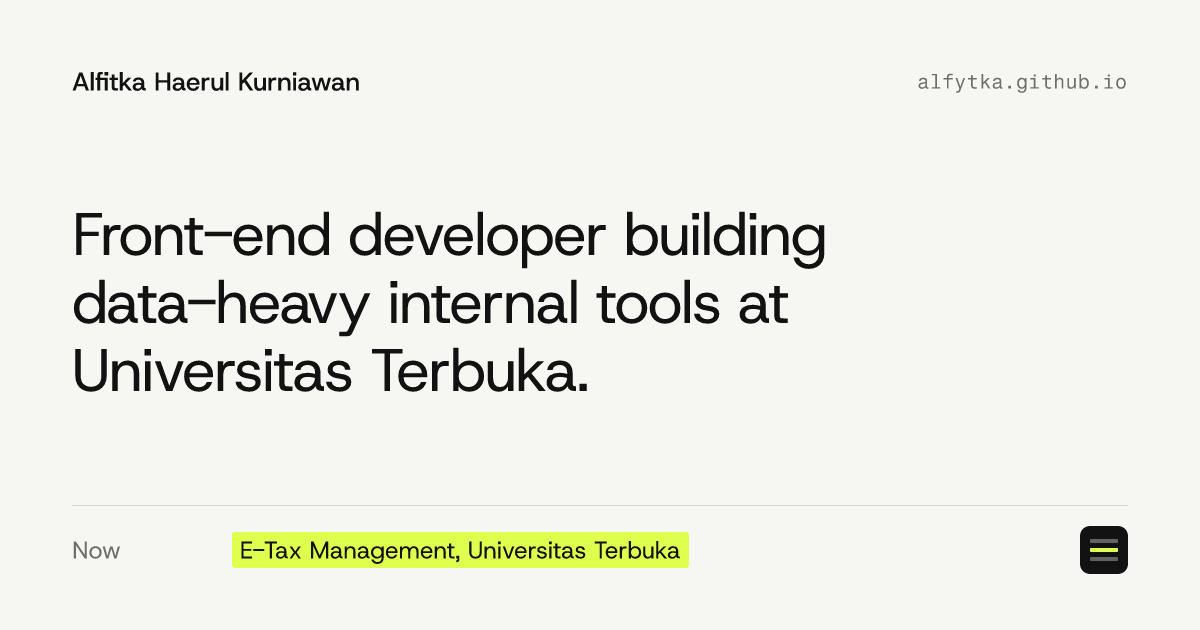 Alfitka Haerul Kurniawan
alfytka.github.io
Front-end developer building
data-heavy internal tools at
Universitas Terbuka.
Now
E-Tax Management, Universitas Terbuka